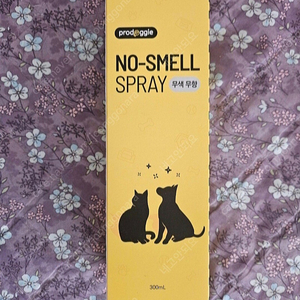 prodoggie
NO-SMELL
SPRAY 무색 무향
300mL